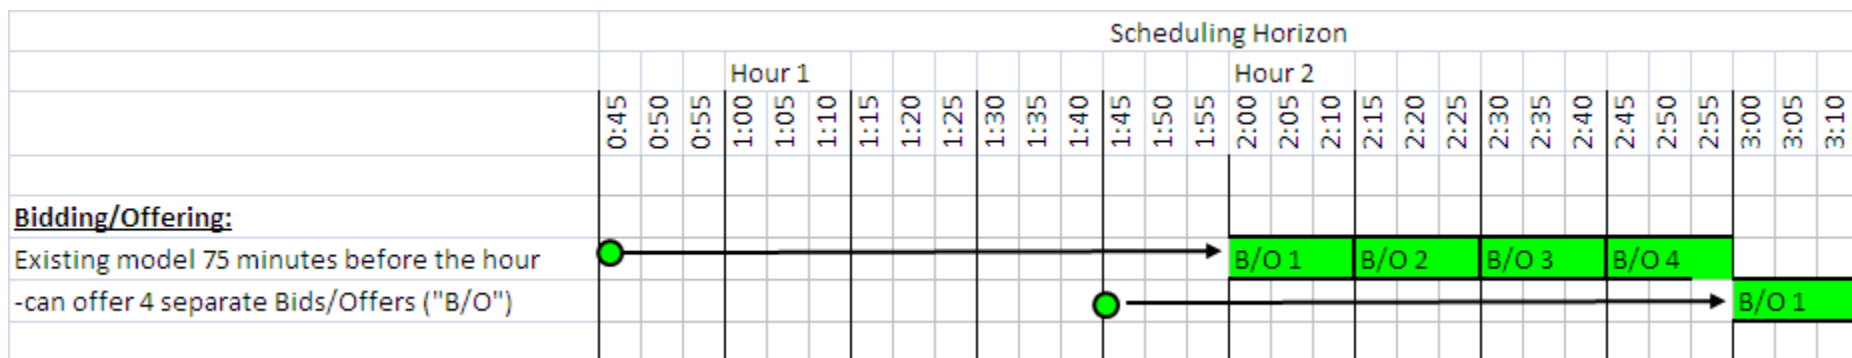 Scheduling Horizon
Hour 1 Hour 2
0:45 0:50 0:55 1:00 1:05 1:10 1:15 1:20 1:25 1:30 1:35 1:40 1:45 1:50 1:55 2:00 2:05 2:10 2:15 2:20 2:25 2:30 2:35 2:40 2:45 2:50 2:55 3:00 3:05 3:10
Bidding/Offering:
Existing model 75 minutes before the hour B/O 1 B/O 2 B/O 3 B/O 4
-can offer 4 separate Bids/Offers ("B/O") B/O 1